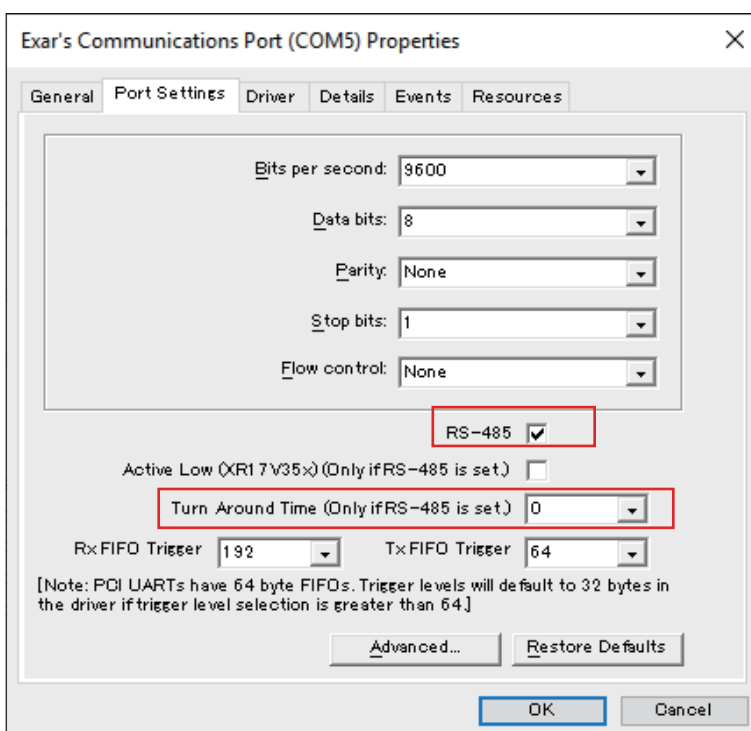 Exar's Communications Port (COM5) Properties
General Port Settings Driver Details Events Resources
Bits per second: 9600
Data bits: 8
Parity: None
Stop bits: 1
Flow control: None
RS-485
Active Low (XR17V35x) (Only if RS-485 is set.)
Turn Around Time (Only if RS-485 is set.) 0
Rx FIFO Trigger 192 Tx FIFO Trigger 64
[Note: PCI UARTs have 64 byte FIFOs. Trigger levels will default to 32 bytes in
the driver if trigger level selection is greater than 64.]
Advanced... Restore Defaults
OK Cancel